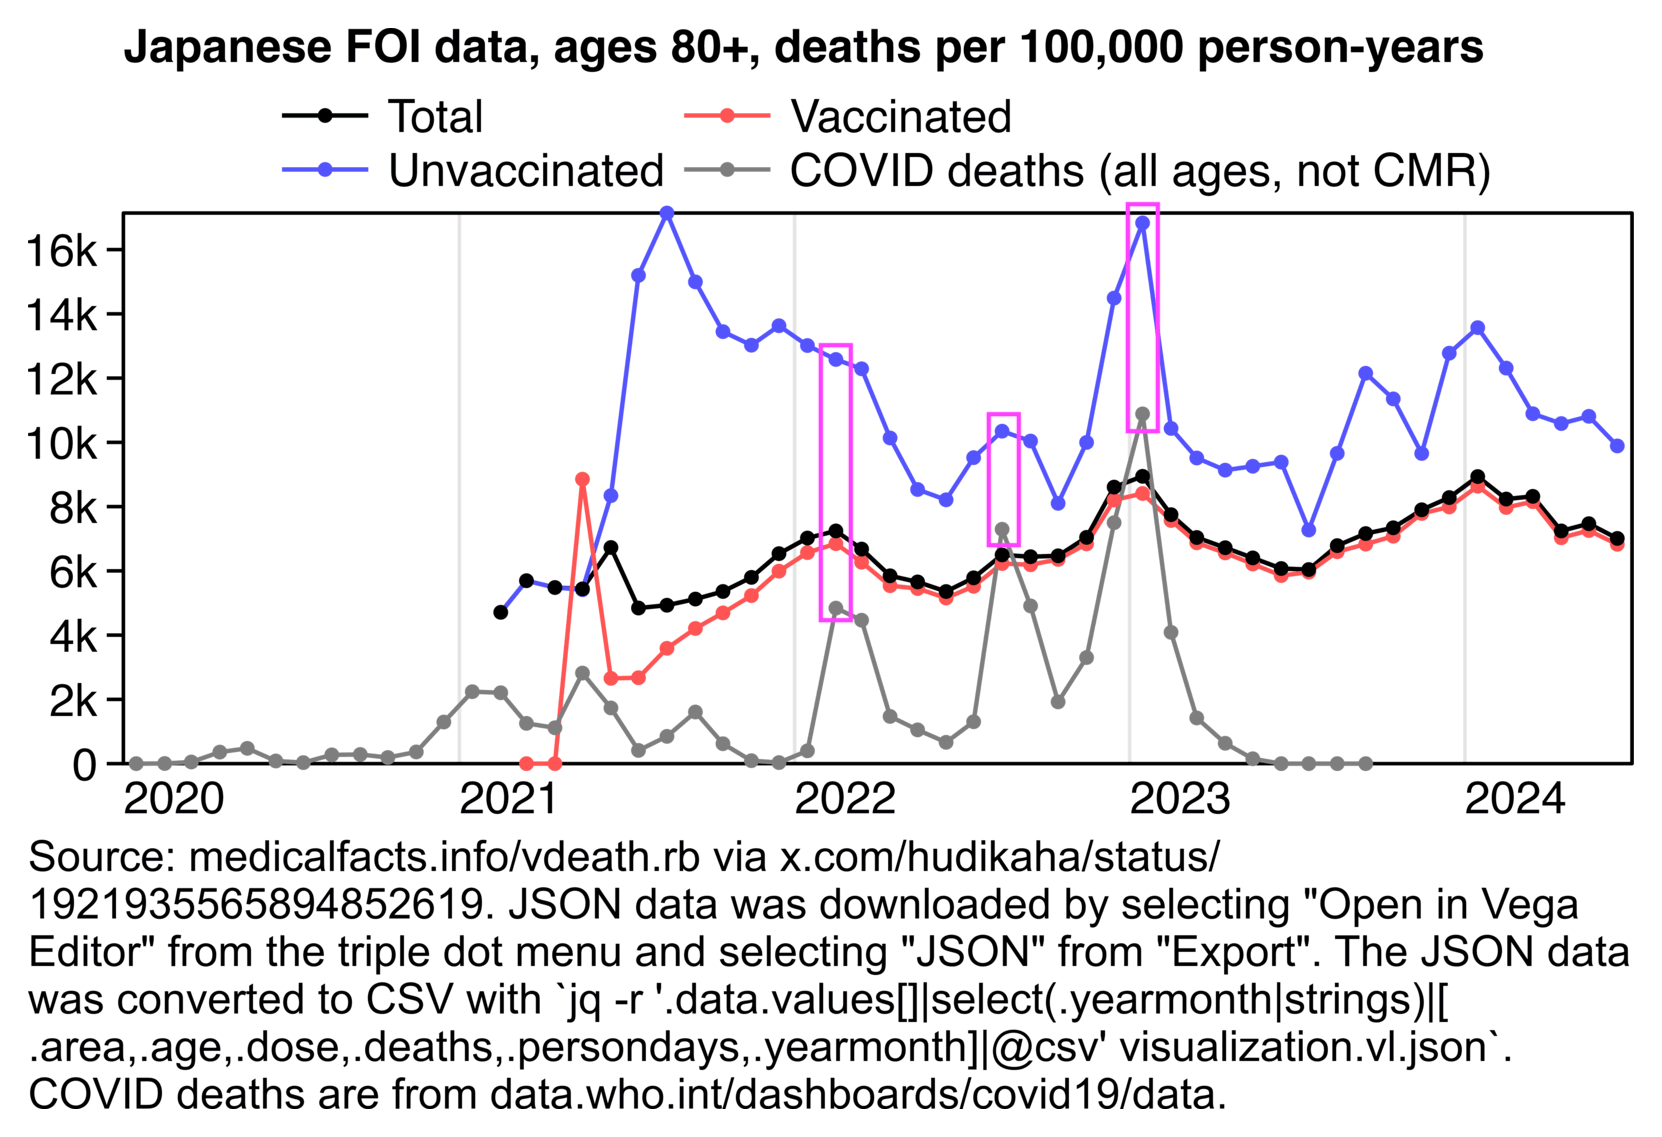 Japanese FOI data, ages 80+, deaths per 100,000 person-years
Total
Vaccinated
Unvaccinated
COVID deaths (all ages, not CMR)
16k
14k
12k
10k
8k
6k
4k
2k
0
2020
2021
2022
2023
2024
Source: medicalfacts.info/vdeath.rb via x.com/hudikaha/status/
1921935565894852619. JSON data was downloaded by selecting "Open in Vega
Editor" from the triple dot menu and selecting "JSON" from "Export". The JSON data
was converted to CSV with `jq -r '.data.values[]|select(.yearmonth|strings)|[
.area,.age,.dose,.deaths,.persondays,.yearmonth]|@csv' visualization.vl.json`.
COVID deaths are from data.who.int/dashboards/covid19/data.